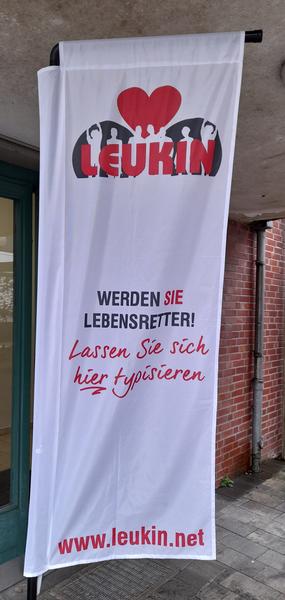 LEUKIN
WERDEN SIE
LEBENSRETTER!
Lassen Sie sich
hier typisieren
www.leukin.net